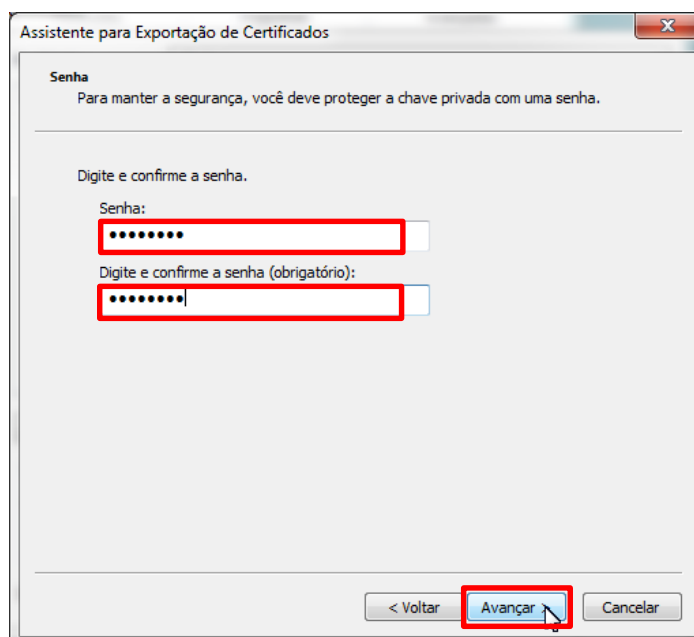 Assistente para Exportação de Certificados
Senha
Para manter a segurança, você deve proteger a chave privada com uma senha.
Digite e confirme a senha.
Senha:
••••••••
Digite e confirme a senha (obrigatório):
••••••••
< Voltar
Avançar >
Cancelar